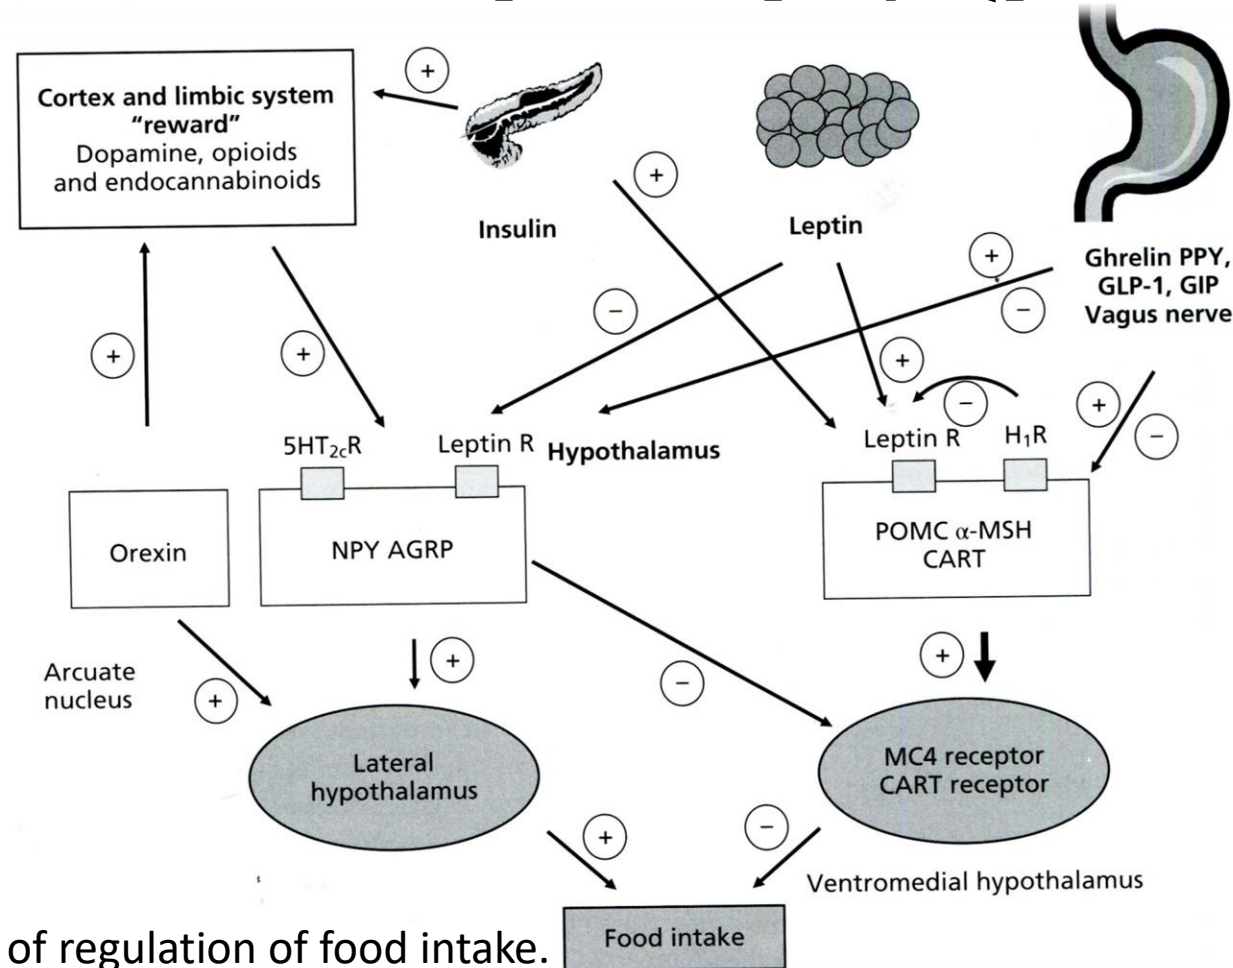 Cortex and limbic system
“reward”
Dopamine, opioids
and endocannabinoids
+
Insulin
+
Leptin
Ghrelin PPY,
GLP-1, GIP
Vagus nerve
+
−
−
+
+
+
−
+
−
5HT2cR
Leptin R
Hypothalamus
Leptin R
H1R
+
Orexin
NPY AGRP
POMC α-MSH
CART
Arcuate
nucleus
+
+
−
+
Lateral
hypothalamus
MC4 receptor
CART receptor
+
−
Ventromedial hypothalamus
Food intake
of regulation of food intake.